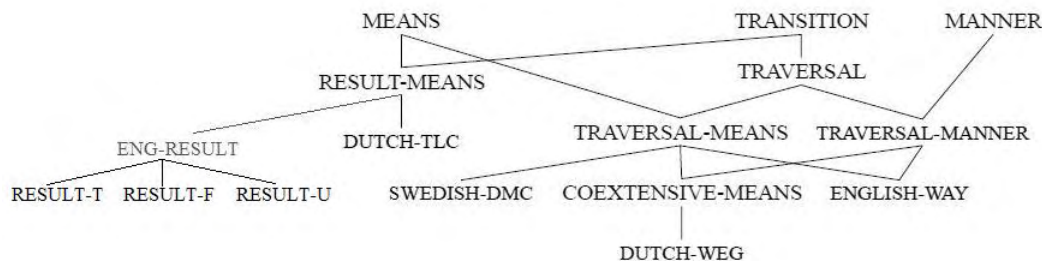 MEANS TRANSITION MANNER
RESULT-MEANS TRAVERSAL
ENG-RESULT DUTCH-TLC TRAVERSAL-MEANS TRAVERSAL-MANNER
RESULT-T RESULT-F RESULT-U SWEDISH-DMC COEXTENSIVE-MEANS ENGLISH-WAY
DUTCH-WEG